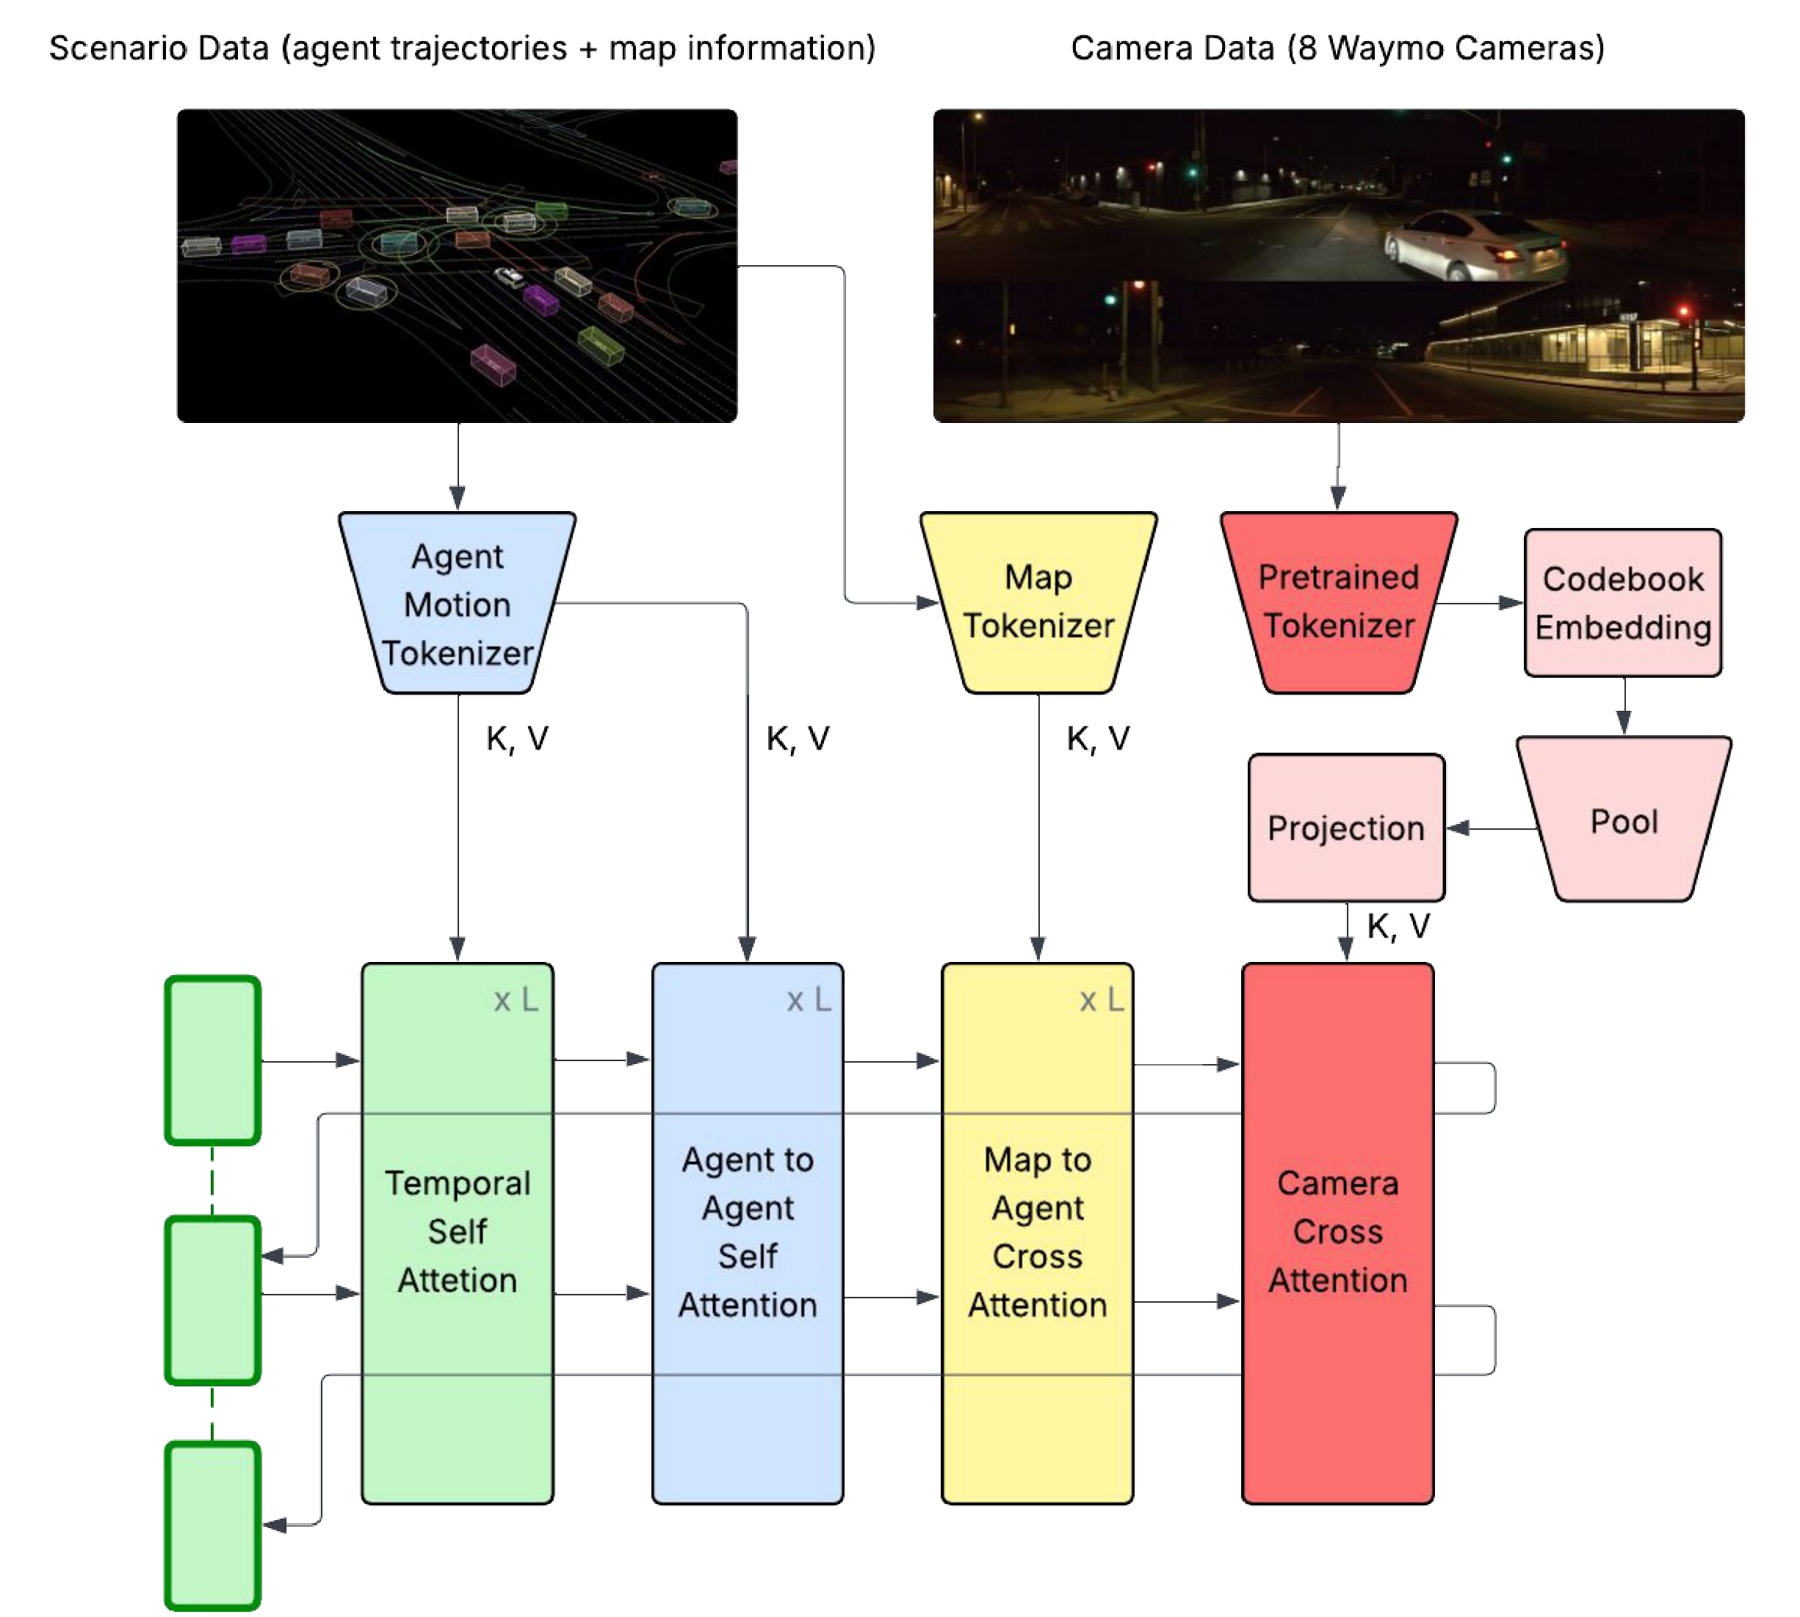 Scenario Data (agent trajectories + map information)
Camera Data (8 Waymo Cameras)
Agent
Motion
Tokenizer
Map
Tokenizer
Pretrained
Tokenizer
Codebook
Embedding
K, V
K, V
K, V
Projection
Pool
K, V
x L
x L
x L
Temporal
Self
Attetion
Agent to
Agent
Self
Attention
Map to
Agent
Cross
Attention
Camera
Cross
Attention